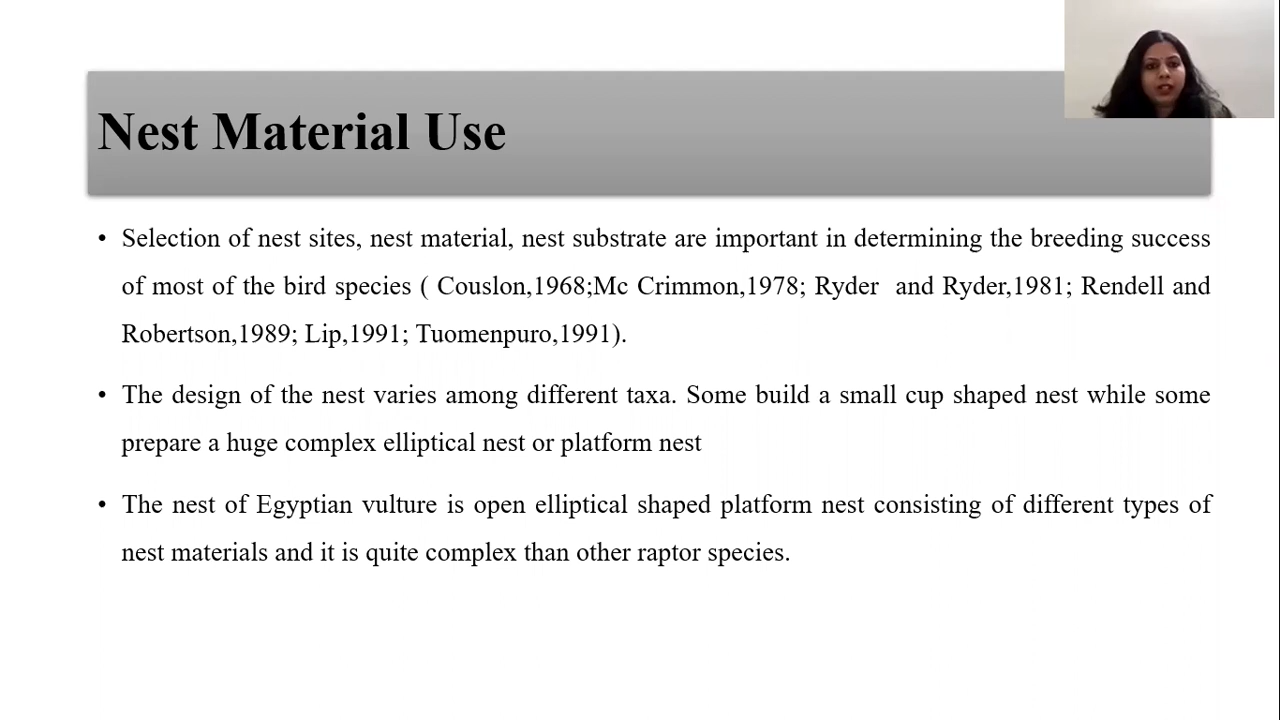 Nest Material Use
• Selection of nest sites, nest material, nest substrate are important in determining the breeding success
of most of the bird species ( Couslon,1968;Mc Crimmon,1978; Ryder  and Ryder,1981; Rendell and
Robertson,1989; Lip,1991; Tuomenpuro,1991).
• The design of the nest varies among different taxa. Some build a small cup shaped nest while some
prepare a huge complex elliptical nest or platform nest
• The nest of Egyptian vulture is open elliptical shaped platform nest consisting of different types of
nest materials and it is quite complex than other raptor species.